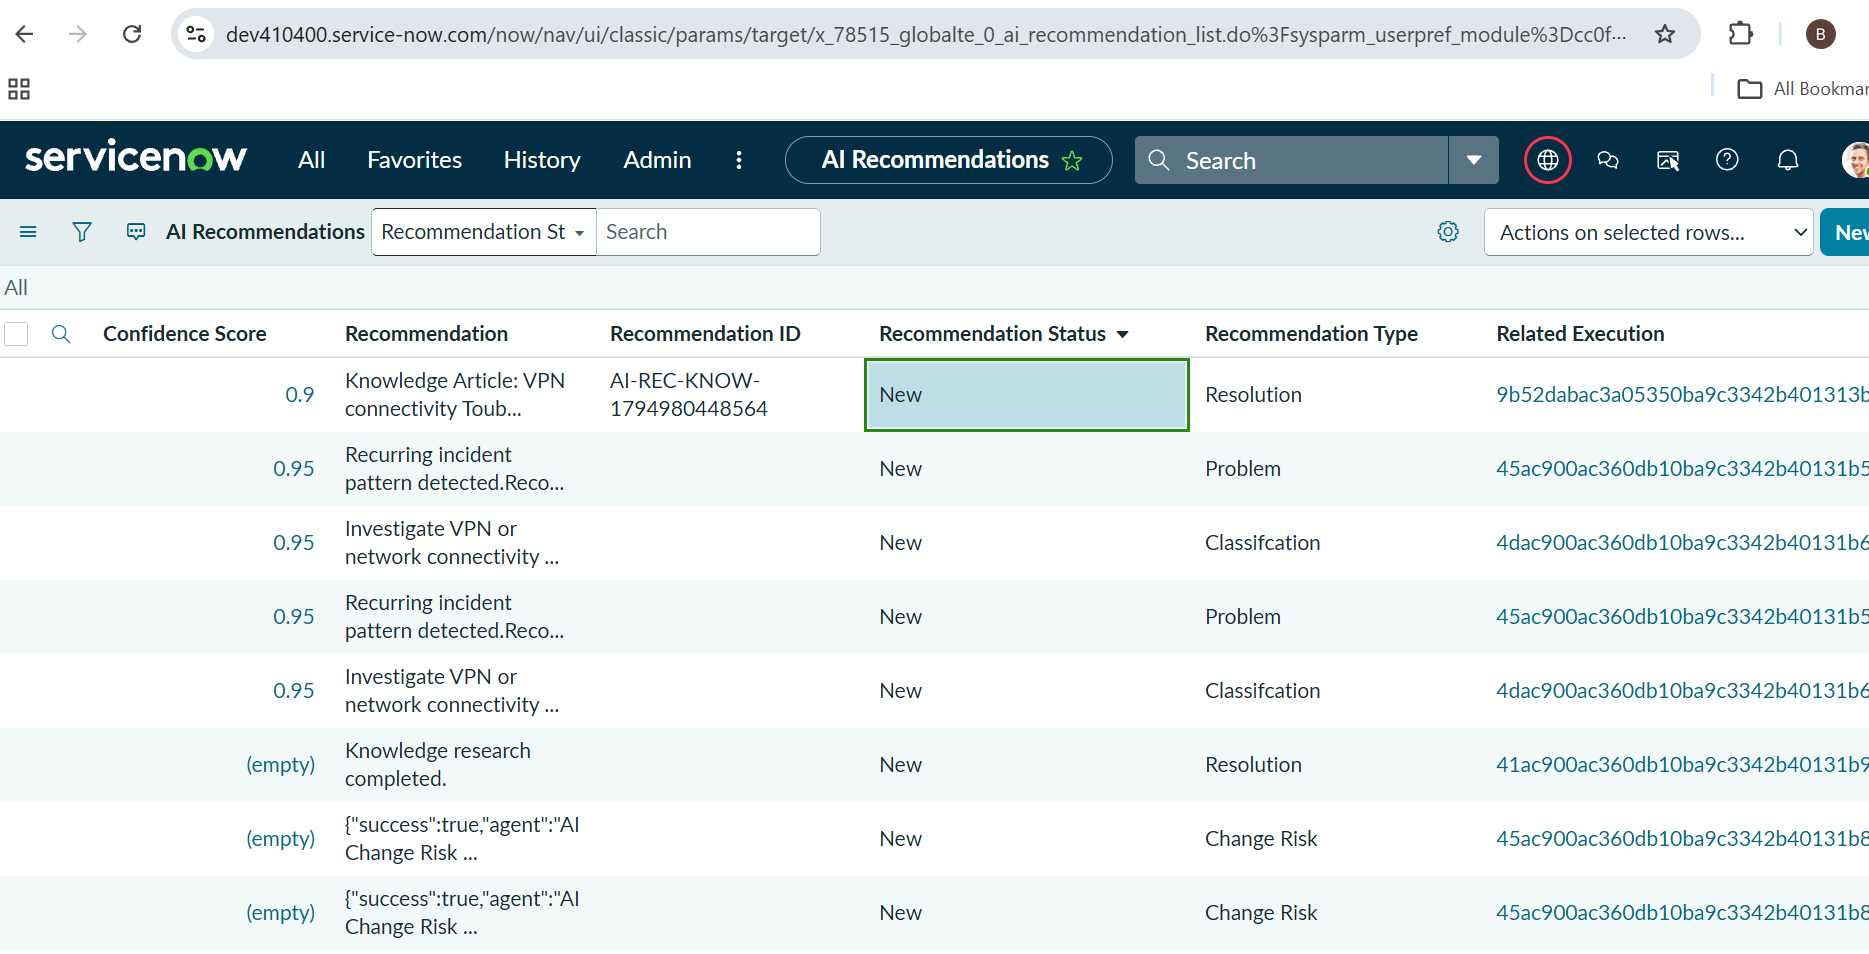 dev410400.service-now.com/now/nav/ui/classic/params/target/x_78515_globalte_0_ai_recommendation_list.do%3Fsysparm_userpref_module%3Dcc0f...
B
All Bookmar
servicenow All Favorites History Admin AI Recommendations Search
AI Recommendations Recommendation St Search Actions on selected rows... New
All
Confidence Score Recommendation Recommendation ID Recommendation Status Recommendation Type Related Execution
0.9 Knowledge Article: VPN connectivity Toub... AI-REC-KNOW-1794980448564 New Resolution 9b52dabac3a05350ba9c3342b401313b
0.95 Recurring incident pattern detected.Reco... New Problem 45ac900ac360db10ba9c3342b40131b5
0.95 Investigate VPN or network connectivity ... New Classifcation 4dac900ac360db10ba9c3342b40131b6
0.95 Recurring incident pattern detected.Reco... New Problem 45ac900ac360db10ba9c3342b40131b5
0.95 Investigate VPN or network connectivity ... New Classifcation 4dac900ac360db10ba9c3342b40131b6
(empty) Knowledge research completed. New Resolution 41ac900ac360db10ba9c3342b40131b9
(empty) {"success":true,"agent":"AI Change Risk ... New Change Risk 45ac900ac360db10ba9c3342b40131b8
(empty) {"success":true,"agent":"AI Change Risk ... New Change Risk 45ac900ac360db10ba9c3342b40131b8